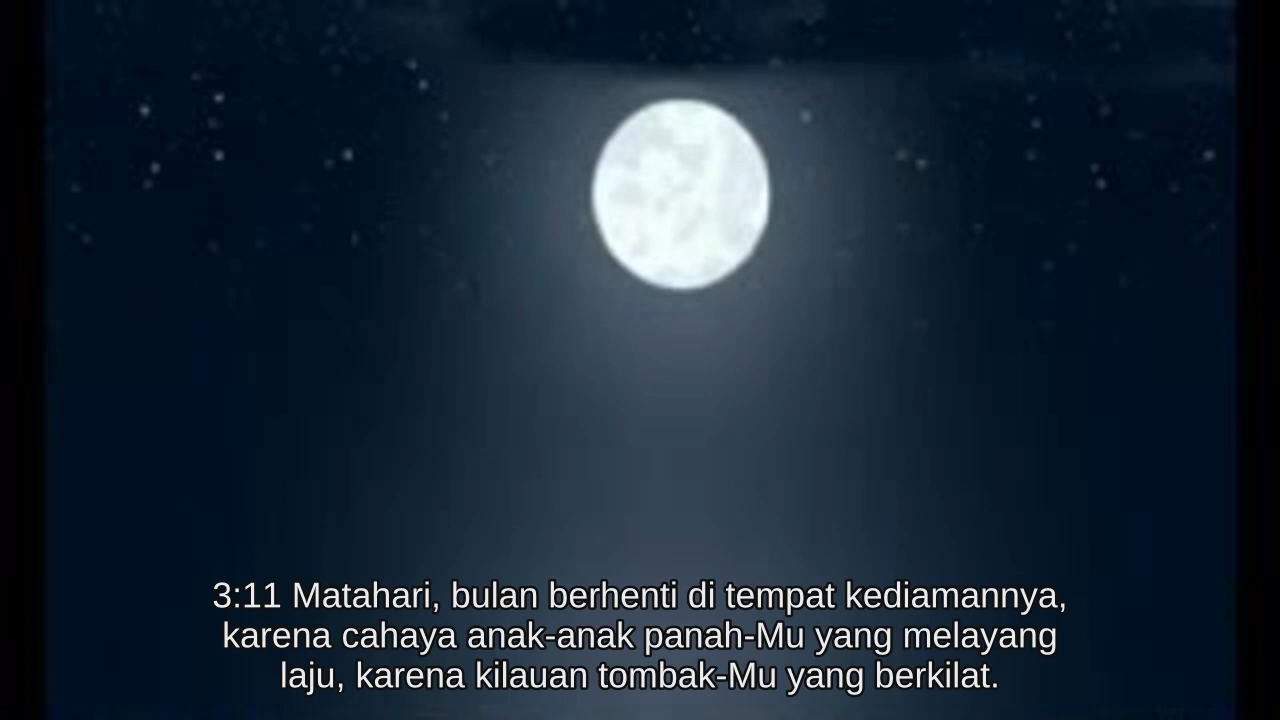 3:11 Matahari, bulan berhenti di tempat kediamannya,
karena cahaya anak-anak panah-Mu yang melayang
laju, karena kilauan tombak-Mu yang berkilat.